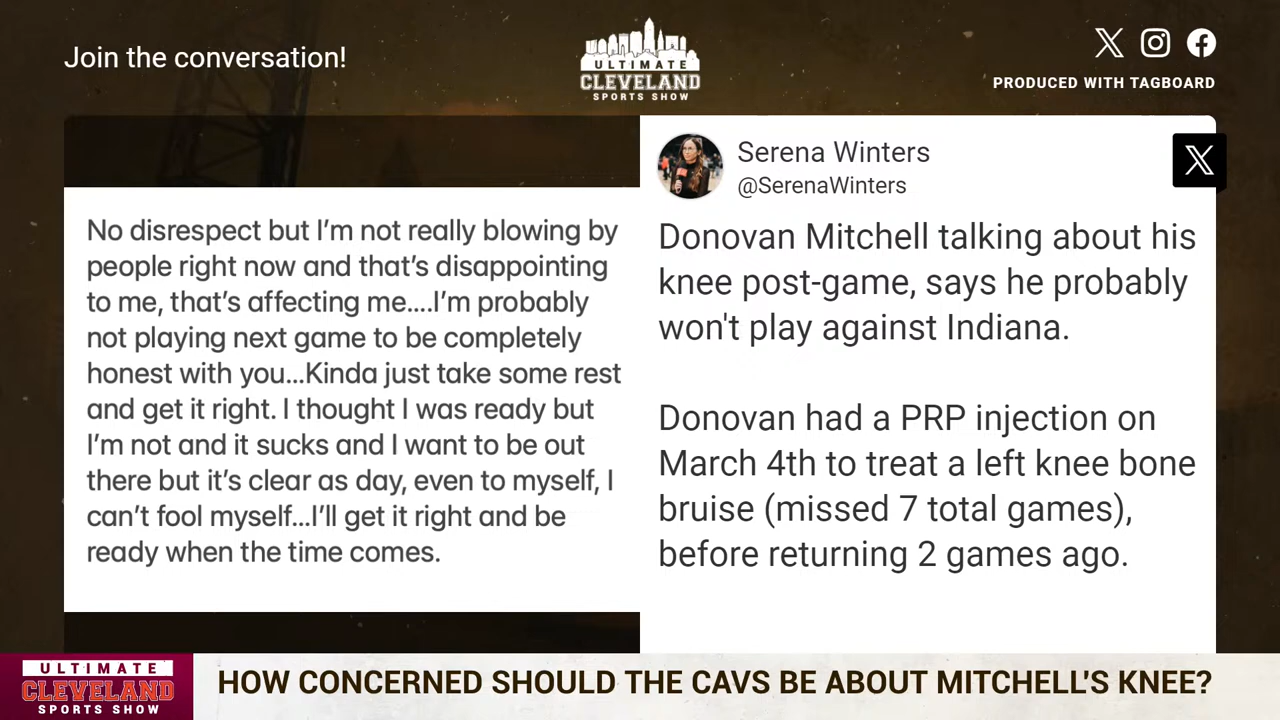 Join the conversation!
ULTIMATE
CLEVELAND
SPORTS SHOW
PRODUCED WITH TAGBOARD
No disrespect but I’m not really blowing by
people right now and that’s disappointing
to me, that’s affecting me....I’m probably
not playing next game to be completely
honest with you...Kinda just take some rest
and get it right. I thought I was ready but
I’m not and it sucks and I want to be out
there but it’s clear as day, even to myself, I
can’t fool myself...I’ll get it right and be
ready when the time comes.
Serena Winters
@SerenaWinters
Donovan Mitchell talking about his
knee post-game, says he probably
won't play against Indiana.
Donovan had a PRP injection on
March 4th to treat a left knee bone
bruise (missed 7 total games),
before returning 2 games ago.
ULTIMATE
CLEVELAND
SPORTS SHOW
HOW CONCERNED SHOULD THE CAVS BE ABOUT MITCHELL'S KNEE?